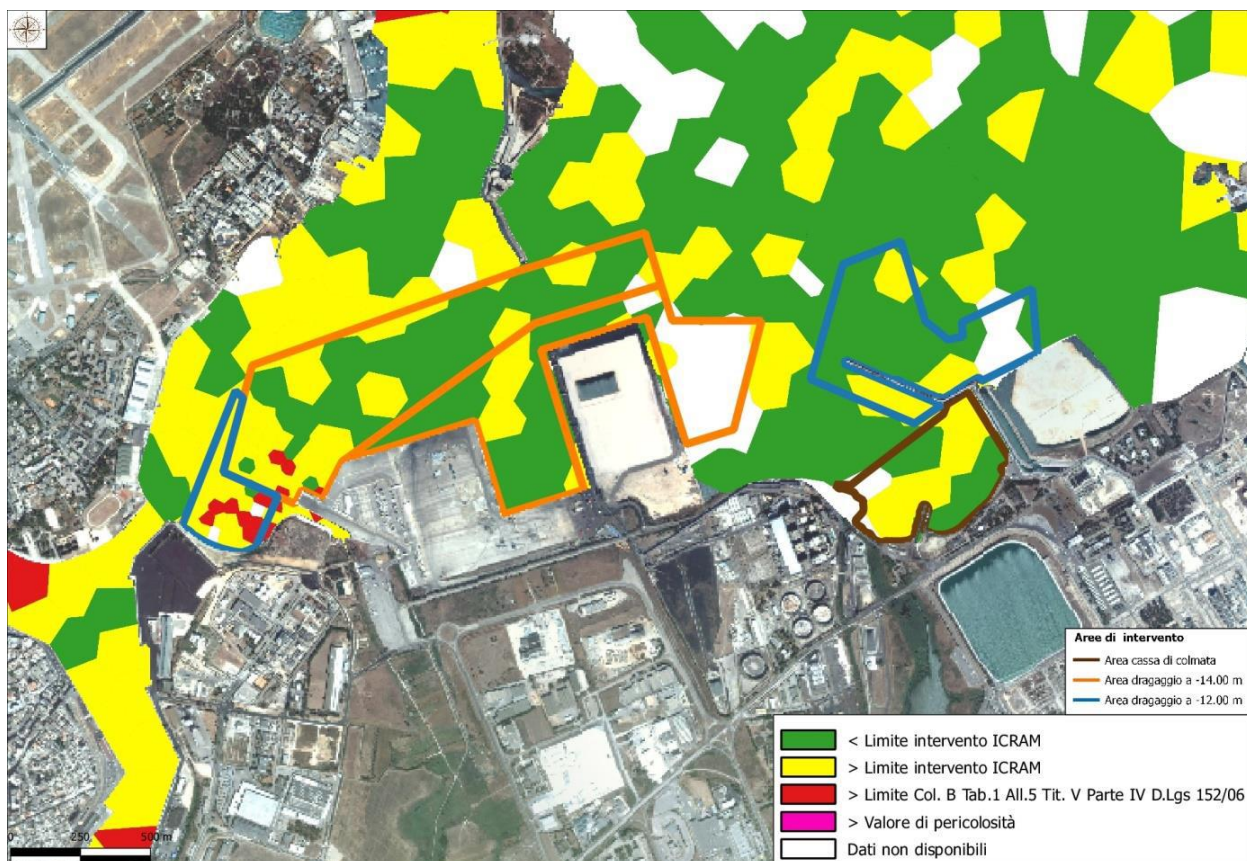 Aree di intervento
Area cassa di colmata
Area dragaggio a -14.00 m
Area dragaggio a -12.00 m
< Limite intervento ICRAM
> Limite intervento ICRAM
> Limite Col. B Tab.1 All.5 Tit. V Parte IV D.Lgs 152/06
> Valore di pericolosità
Dati non disponibili
0 250 500 m